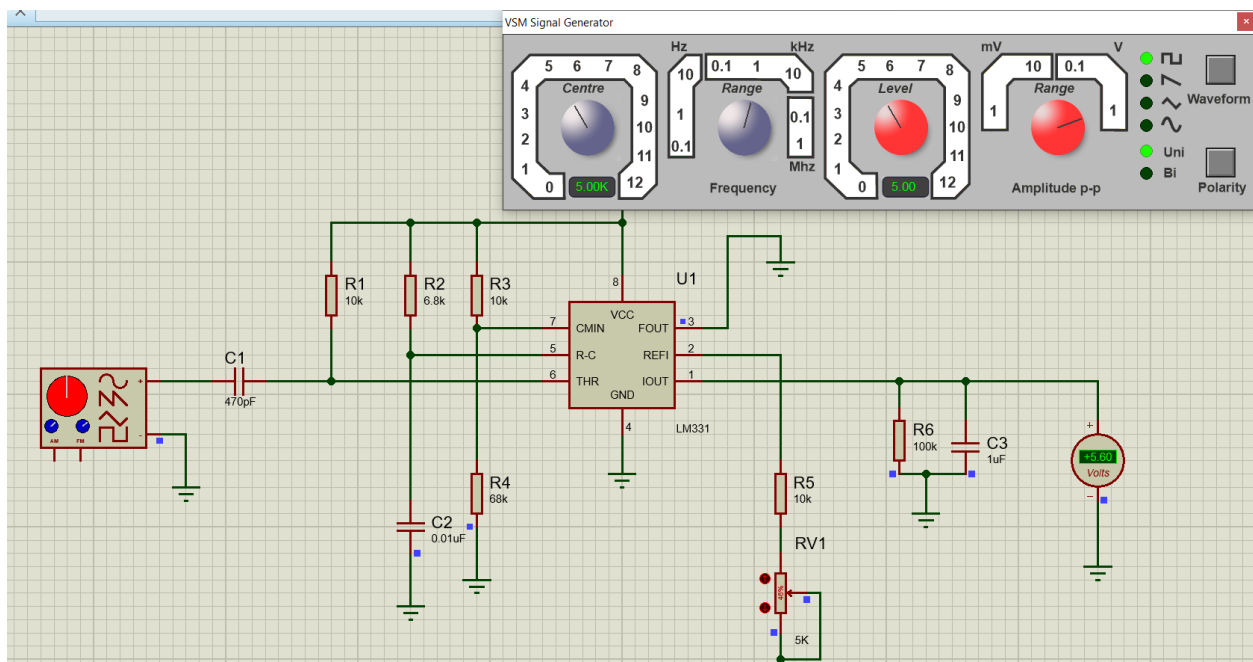 VSM Signal Generator
Hz
kHz
mV
V
5 6 7 8
4
3
2
1
0
9
10
11
12
Centre
5.00K
10
1
0.1
0.1 1 10
Range
0.1
1
Mhz
Frequency
5 6 7 8
4
3
2
1
0
9
10
11
12
Level
5.00
10
1
0.1
1
Range
Amplitude p-p
Uni
Bi
Waveform
Polarity
R1
10k
R2
6.8k
R3
10k
U1
8
VCC
7 CMIN FOUT 3
5 R-C REFI 2
6 THR IOUT 1
GND
4
LM331
C1
470pF
+
-
AM FM
R4
68k
C2
0.01uF
R5
10k
RV1
5K
R6
100k
C3
1uF
+
+5.60
Volts
-